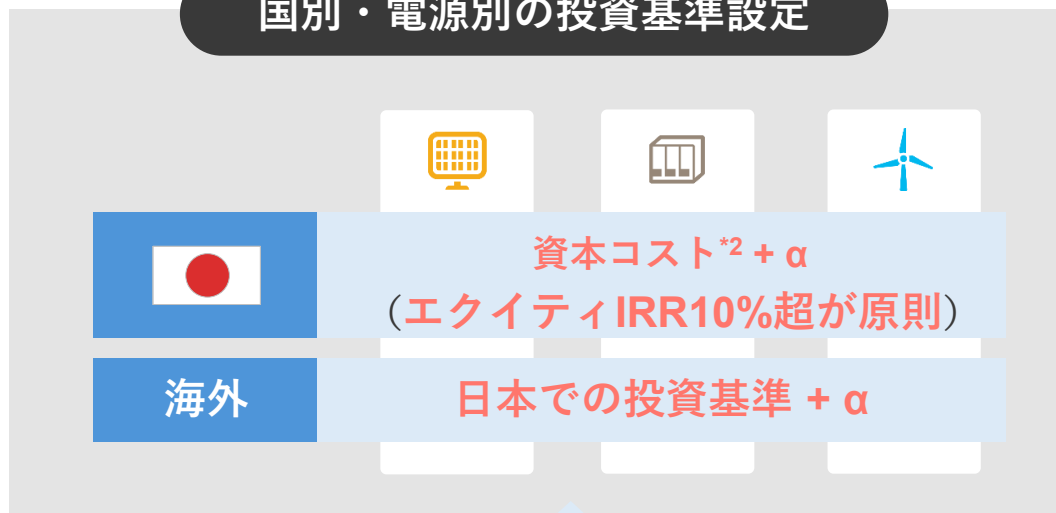 国別・電源別の投資基準設定
資本コスト*2 + α
（エクイティIRR10%超が原則）
海外
日本での投資基準 + α